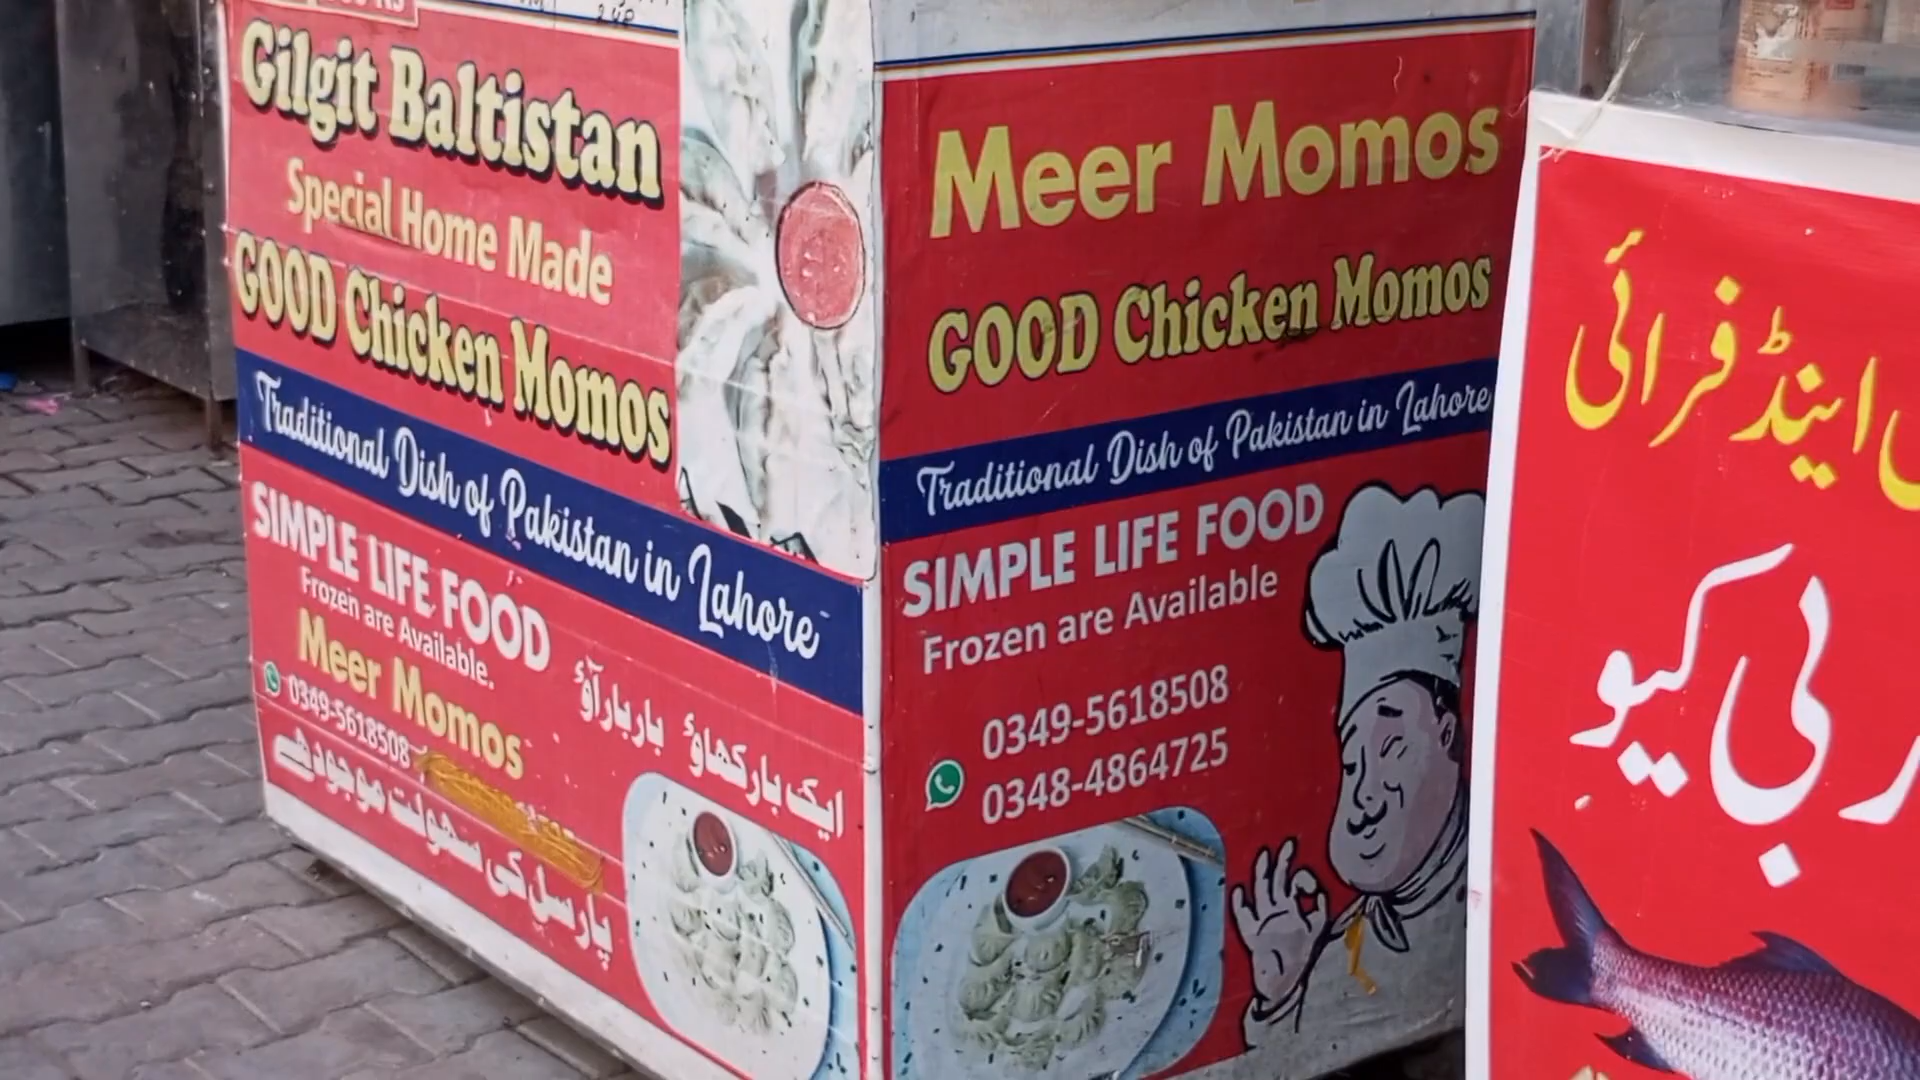 Gilgit Baltistan
Special Home Made
GOOD Chicken Momos
Traditional Dish of Pakistan in Lahore
SIMPLE LIFE FOOD
Frozen are Available.
Meer Momos
0349-5618508
ایک بار کھاؤ بار بار آؤ
پارسل کی سہولت موجود ہے
Meer Momos
GOOD Chicken Momos
Traditional Dish of Pakistan in Lahore
SIMPLE LIFE FOOD
Frozen are Available
0349-5618508
0348-4864725
اینڈ فرائی
بی کیو